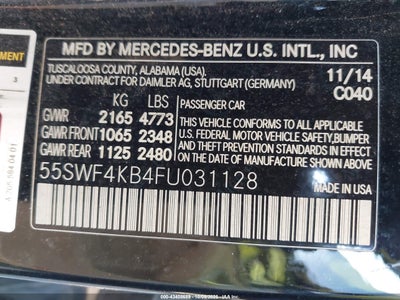 MFD BY MERCEDES-BENZ U.S. INTL., INC
TUSCALOOSA COUNTY, ALABAMA (USA). 11/14
UNDER CONTRACT FOR DAIMLER AG, STUTTGART (GERMANY) C040
KG LBS PASSENGER CAR
GVWR 2165 4773
GAWR FRONT 1065 2348
GAWR REAR 1125 2480
THIS VEHICLE CONFORMS TO ALL APPLICABLE
U.S. FEDERAL MOTOR VEHICLE SAFETY,BUMPER
AND THEFT PREVENTION STANDARDS IN EFFECT
ON THE DATE OF MANUFACTURE SHOWN ABOVE.
55SWF4KB4FU031128
MADE IN USA
3